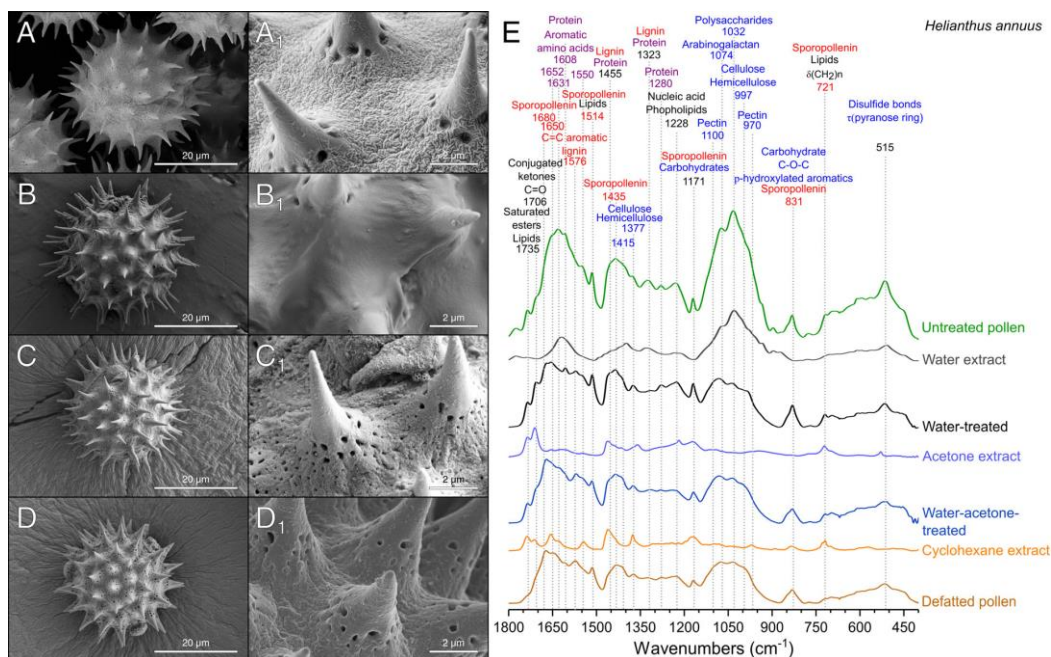 A
20 µm
A1
2 µm
B
20 µm
B1
2 µm
C
20 µm
C1
2 µm
D
20 µm
D1
2 µm
E
Helianthus annuus
Protein
Aromatic
amino acids
1608
1652
1631
1550
Sporopollenin
1680
1650
C=C aromatic
lignin
1576
Conjugated
ketones
C=O
1706
Saturated
esters
Lipids
1735
Sporopollenin
Lipids
1514
Lignin
Protein
1455
Sporopollenin
1435
Cellulose
Hemicellulose
1377
1415
Lignin
Protein
1323
Protein
1280
Nucleic acid
Phopholipids
1228
Sporopollenin
Carbohydrates
1171
Polysaccharides
1032
Arabinogalactan
1074
Cellulose
Hemicellulose
997
Pectin
1100
Pectin
970
Sporopollenin
Lipids
δ(CH2)n
721
Carbohydrate
C-O-C
p-hydroxylated aromatics
Sporopollenin
831
Disulfide bonds
τ(pyranose ring)
515
Untreated pollen
Water extract
Water-treated
Acetone extract
Water-acetone-
treated
Cyclohexane extract
Defatted pollen
1800 1650 1500 1350 1200 1050 900 750 600 450
Wavenumbers (cm-1)